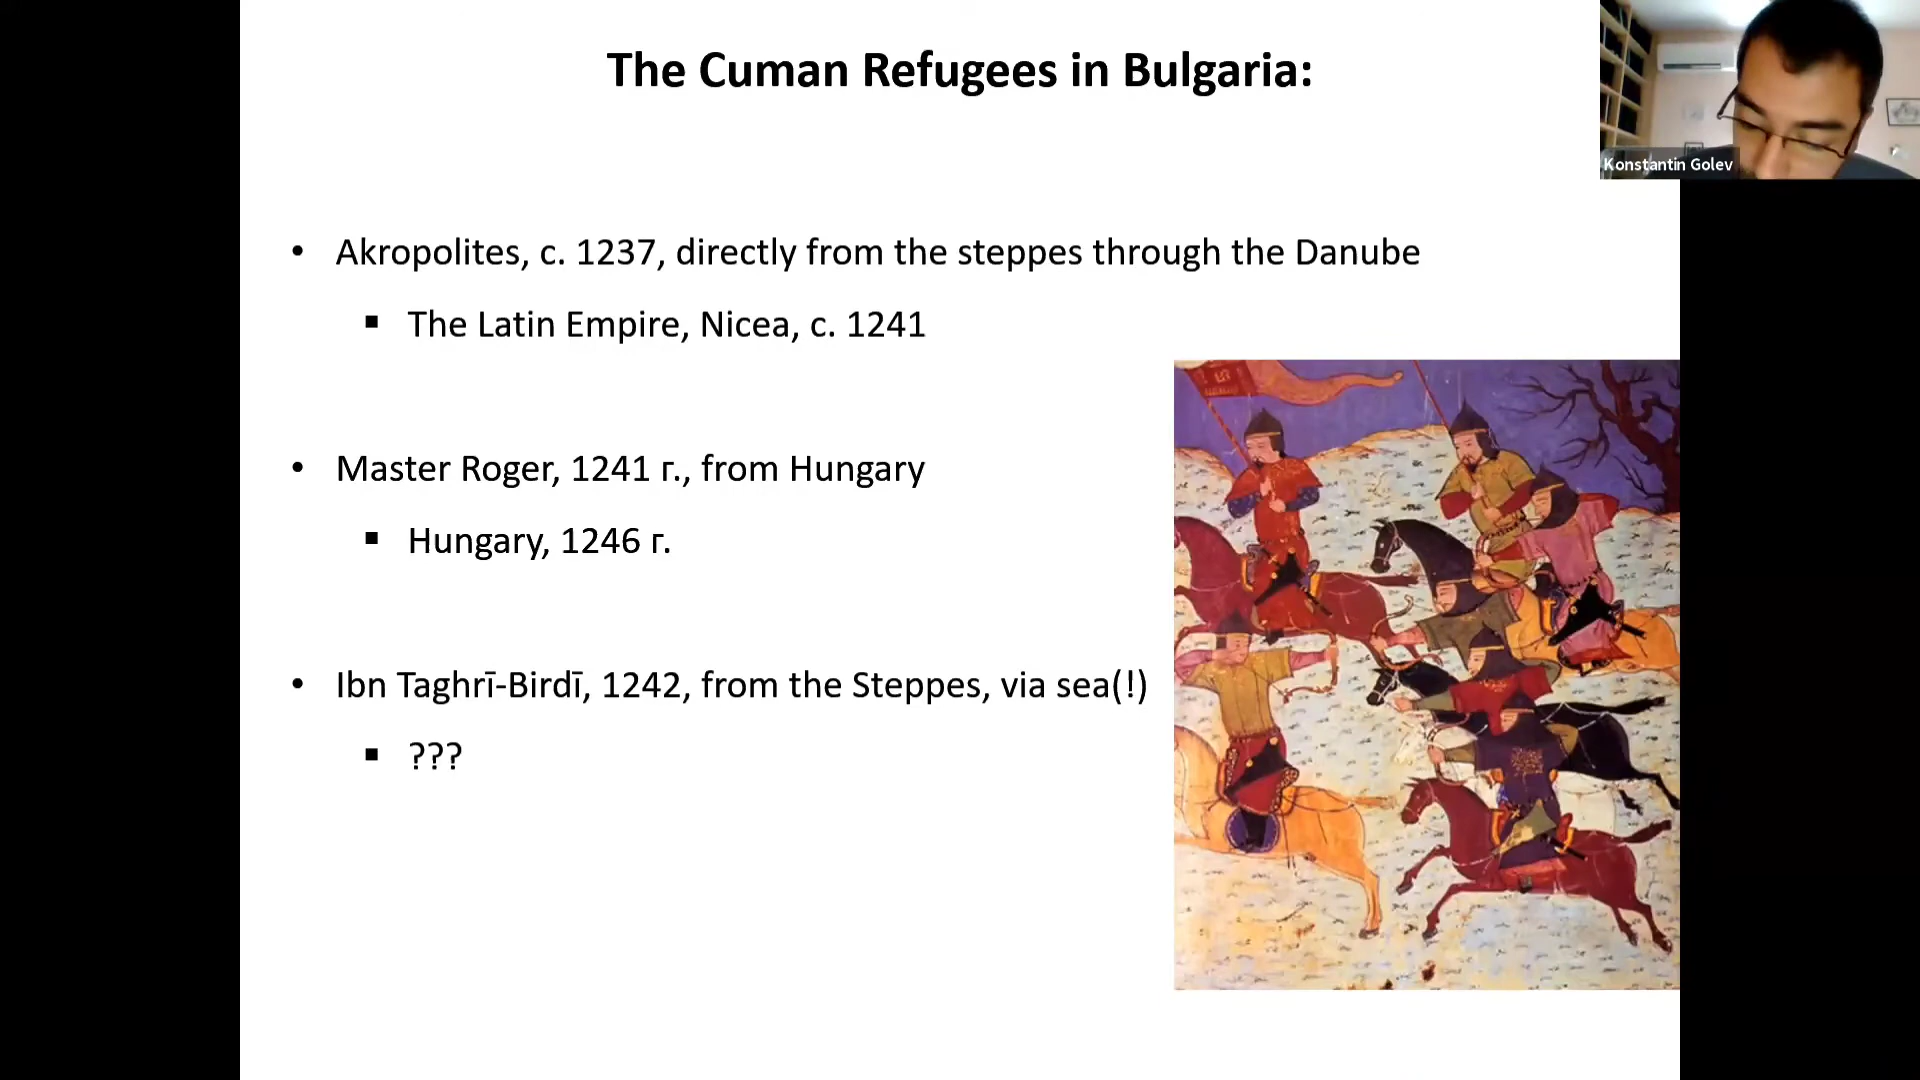 The Cuman Refugees in Bulgaria:
Konstantin Golev
• Akropolites, c. 1237, directly from the steppes through the Danube
▪ The Latin Empire, Nicea, c. 1241
• Master Roger, 1241 г., from Hungary
▪ Hungary, 1246 г.
• Ibn Taghrī-Birdī, 1242, from the Steppes, via sea(!)
▪ ???